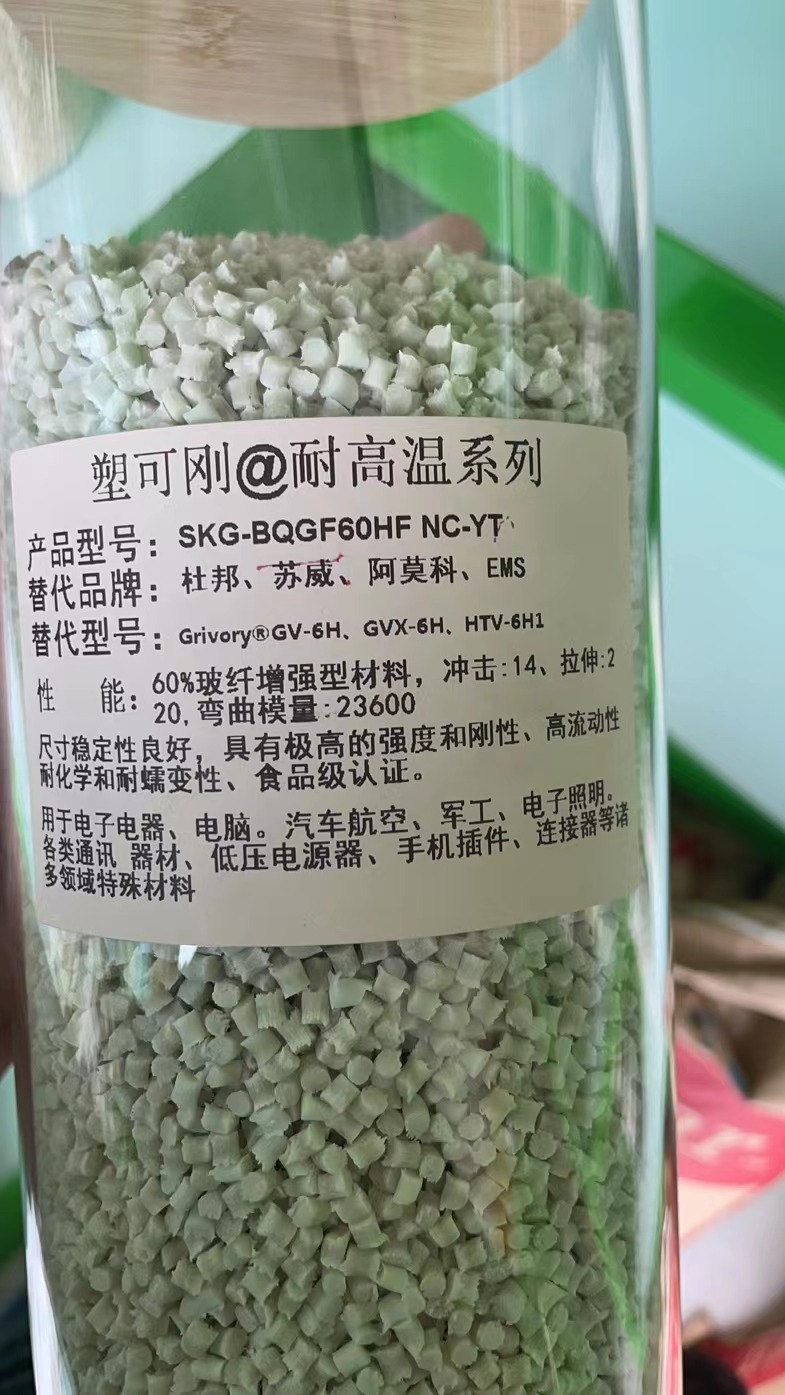 塑可刚@耐高温系列
产品型号：SKG-BQGF60HF NC-YT
替代品牌：杜邦、苏威、阿莫科、EMS
替代型号：Grivory®GV-6H、GVX-6H、HTV-6H1
性 能：60%玻纤增强型材料，冲击:14、拉伸:2
20,弯曲模量:23600
尺寸稳定性良好，具有极高的强度和刚性、高流动性
耐化学和耐蠕变性、食品级认证。
用于电子电器、电脑。汽车航空、军工、电子照明。
各类通讯 器材、低压电源器、手机插件、连接器等诸
多领域特殊材料